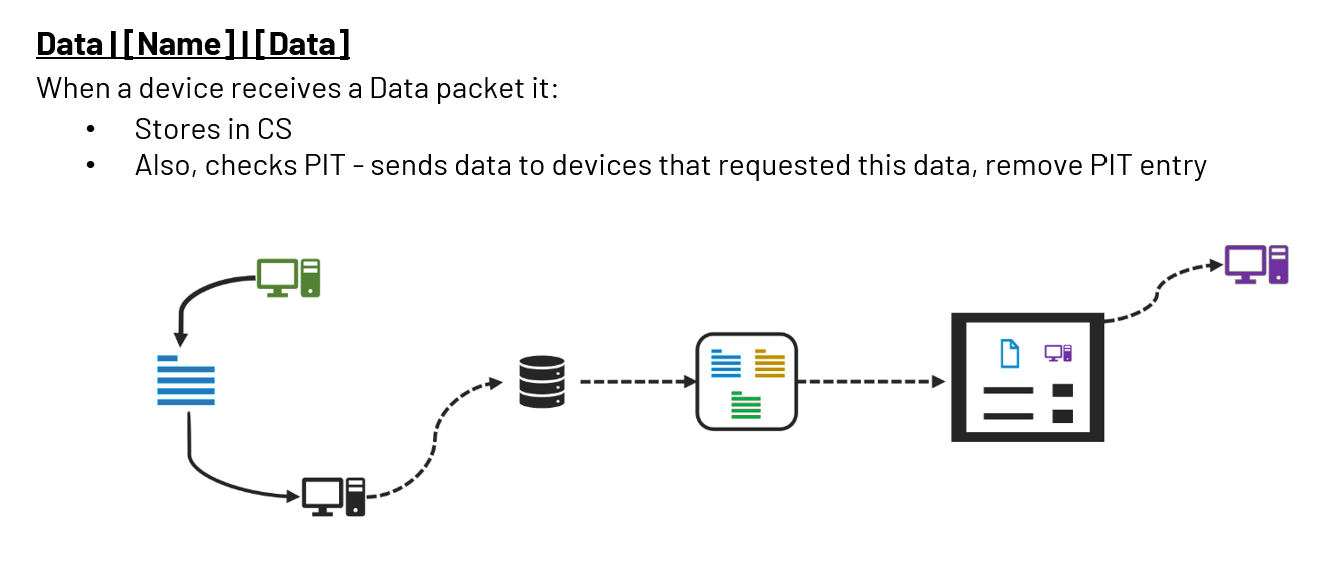 Data|[Name]|[Data]
When a device receives a Data packet it:
• Stores in CS
• Also, checks PIT - sends data to devices that requested this data, remove PIT entry